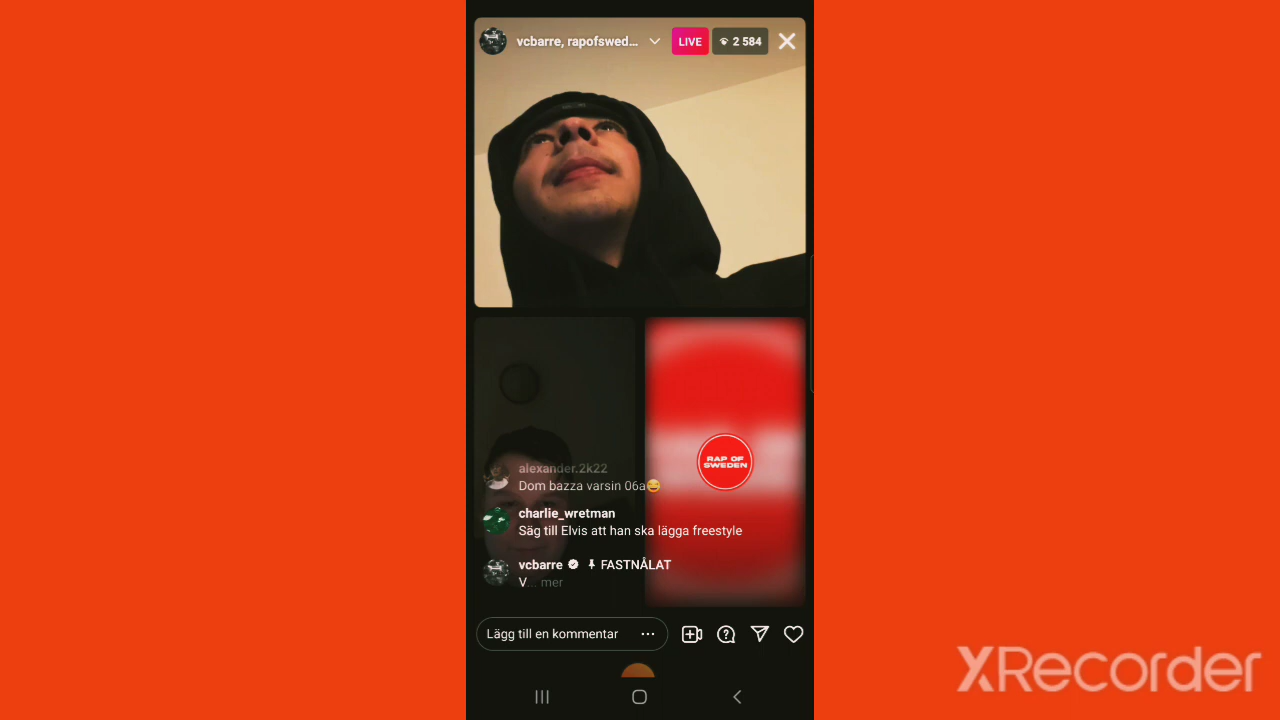 vcbarre, rapofswed...
LIVE
2 584
alexander.2k22
Dom bazza varsin 06a😂
charlie_wretman
Säg till Elvis att han ska lägga freestyle
vcbarre FASTNÅLAT
V... mer
RAP OF
SWEDEN
Lägg till en kommentar
XRecorder